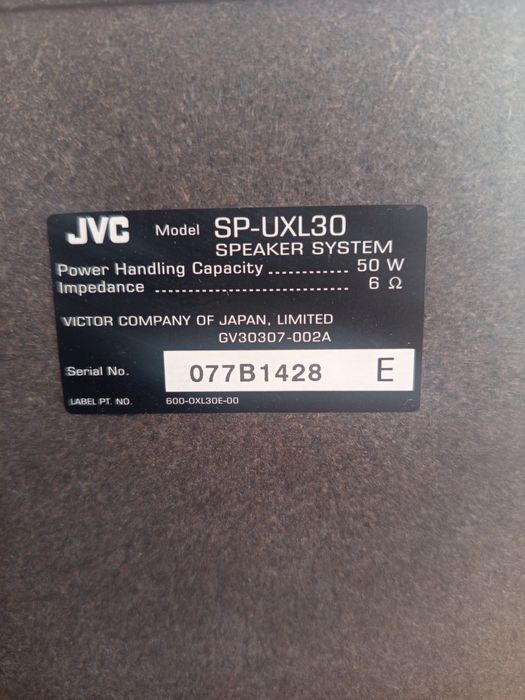 JVC Model SP-UXL30
SPEAKER SYSTEM
Power Handling Capacity ............ 50 W
Impedance ............................. 6 Ω
VICTOR COMPANY OF JAPAN, LIMITED
GV30307-002A
Serial No. 077B1428 E
LABEL PT. NO. 600-0XL30E-00